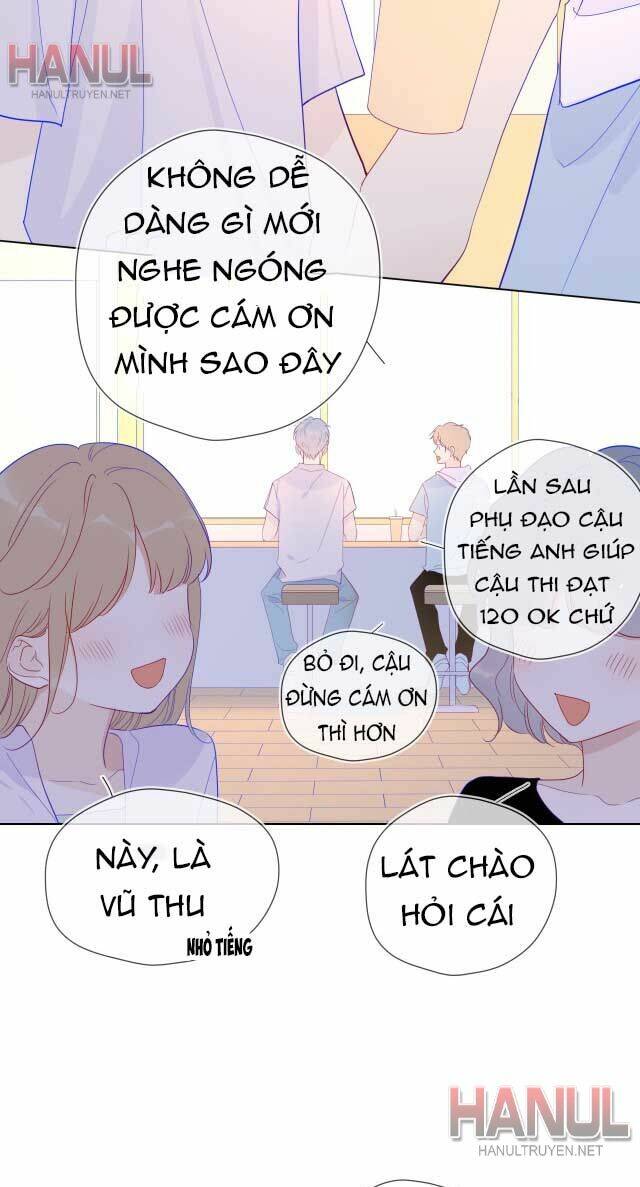 HANUL
HANULTRUYEN.NET
KHÔNG DỄ
DÀNG GÌ MỚI
NGHE NGÓNG
ĐƯỢC CÁM ƠN
MÌNH SAO ĐÂY
LẦN SAU
PHỤ ĐẠO CẬU
TIẾNG ANH GIÚP
CẬU THI ĐẠT
120 OK CHỨ
BỎ ĐI, CẬU
ĐỪNG CÁM ƠN
THÌ HƠN
NÀY, LÀ
VŨ THU
NHỎ TIẾNG
LÁT CHÀO
HỎI CÁI
HANUL
HANULTRUYEN.NET